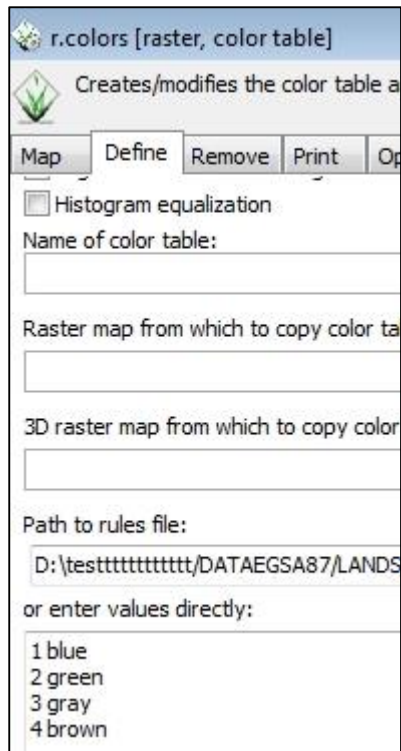 r.colors [raster, color table]
Creates/modifies the color table a
Map Define Remove Print Op
Histogram equalization
Name of color table:
Raster map from which to copy color ta
3D raster map from which to copy color
Path to rules file:
D:\testttttttttttt/DATAEGSA87/LANDS
or enter values directly:
1 blue
2 green
3 gray
4 brown